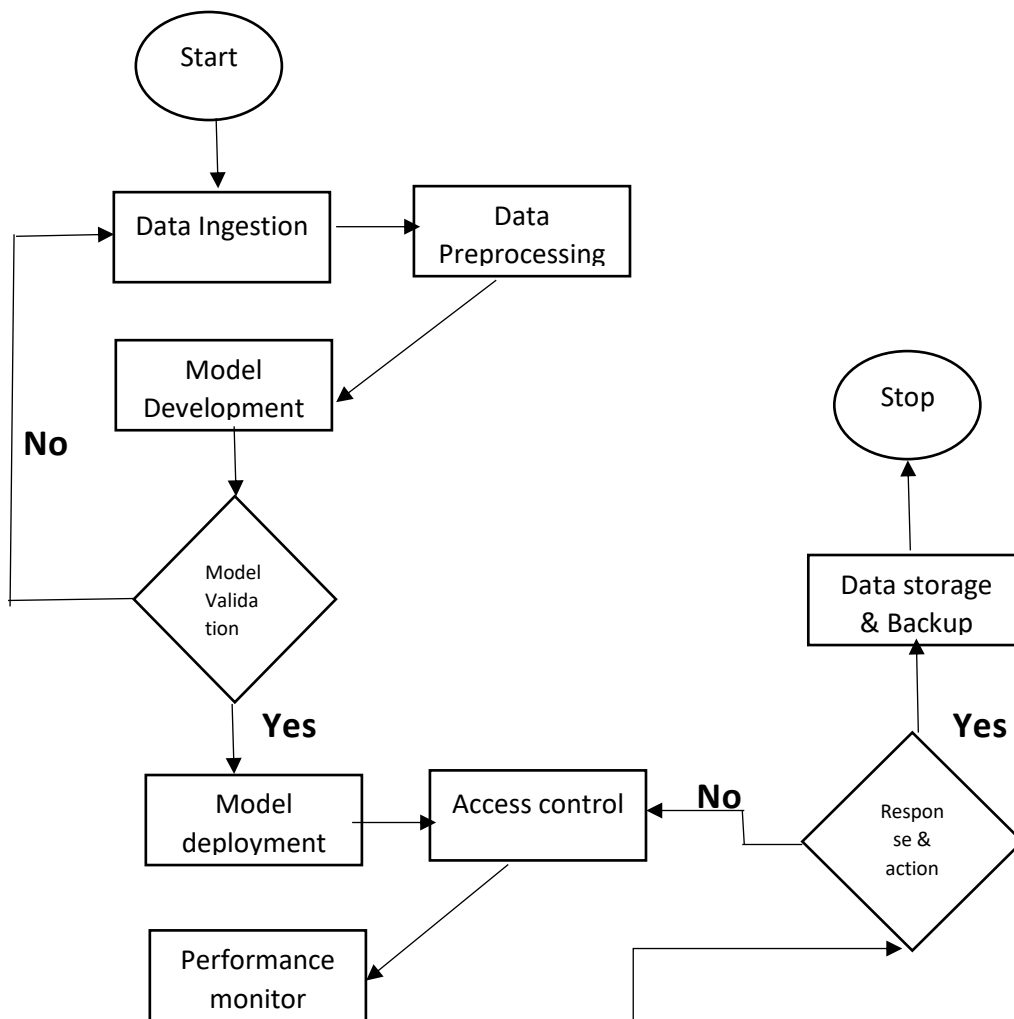 Start
Data Ingestion
Data
Preprocessing
Model
Development
No
Model
Valida
tion
Yes
Model
deployment
Access control
Performance
monitor
No
Respon
se &
action
Yes
Data storage
& Backup
Stop